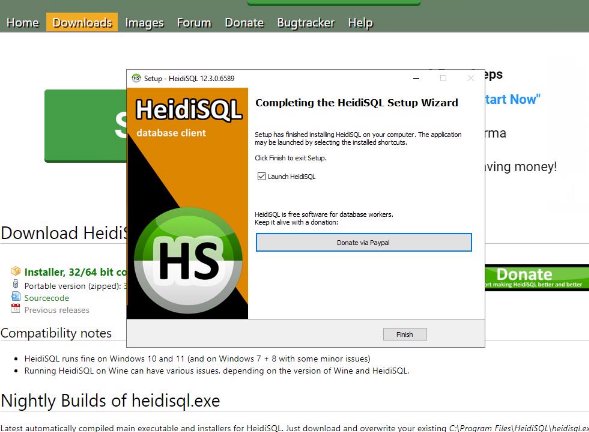 Home Downloads Images Forum Donate Bugtracker Help
Setup - HeidiSQL 12.3.0.6589
eps
tart Now"
rma
aving money!
S
HeidiSQL
database client
HS
Completing the HeidiSQL Setup Wizard
Setup has finished installing HeidiSQL on your computer. The application
may be launched by selecting the installed shortcuts.
Click Finish to exit Setup.
Launch HeidiSQL
HeidiSQL is free software for database workers.
Keep it alive with a donation:
Donate via Paypal
Finish
Download HeidiS
Installer, 32/64 bit co
Portable version (zipped): 3
Sourcecode
Previous releases
Donate
rt making HeidiSQL better and better
Compatibility notes
HeidiSQL runs fine on Windows 10 and 11 (and on Windows 7 + 8 with some minor issues)
Running HeidiSQL on Wine can have various issues, depending on the version of Wine and HeidiSQL.
Nightly Builds of heidisql.exe
Latest automatically compiled main executable and installers for HeidiSQL. Just download and overwrite your existing C:\Program Files\HeidiSQL\heidisql.ex